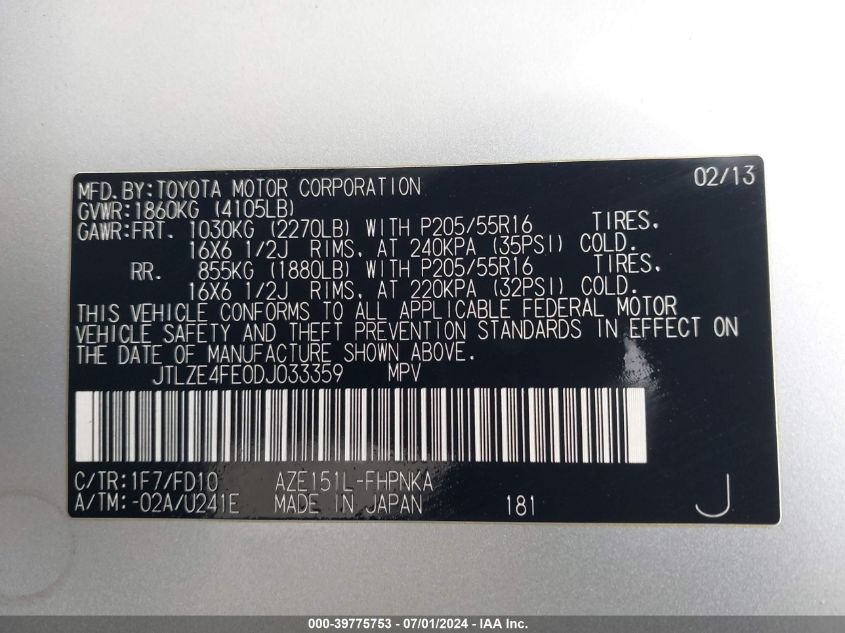 MFD. BY: TOYOTA MOTOR CORPORATION 02/13
GVWR: 1860KG (4105LB)
GAWR: FRT. 1030KG (2270LB) WITH P205/55R16 TIRES.
16X6 1/2J RIMS, AT 240KPA (35PSI) COLD.
RR. 855KG (1880LB) WITH P205/55R16 TIRES.
16X6 1/2J RIMS, AT 220KPA (32PSI) COLD.
THIS VEHICLE CONFORMS TO ALL APPLICABLE FEDERAL MOTOR
VEHICLE SAFETY AND THEFT PREVENTION STANDARDS IN EFFECT ON
THE DATE OF MANUFACTURE SHOWN ABOVE.
JTLZE4FE0DJ033359 MPV
C/TR: 1F7/FD10 AZE151L-FHPNKA
A/TM: -02A/U241E MADE IN JAPAN 181 J
000-39775753 - 07/01/2024 - IAA Inc.